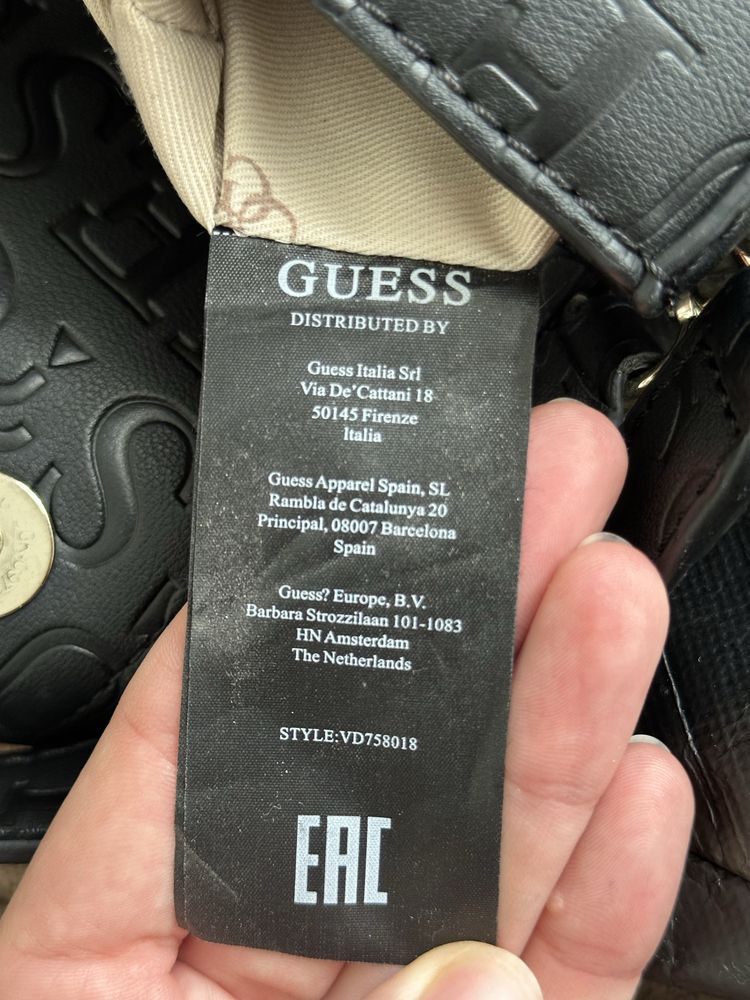 GUESS
DISTRIBUTED BY
Guess Italia Srl
Via De'Cattani 18
50145 Firenze
Italia
Guess Apparel Spain, SL
Rambla de Catalunya 20
Principal, 08007 Barcelona
Spain
Guess? Europe, B.V.
Barbara Strozzilaan 101-1083
HN Amsterdam
The Netherlands
STYLE:VD758018
EAC